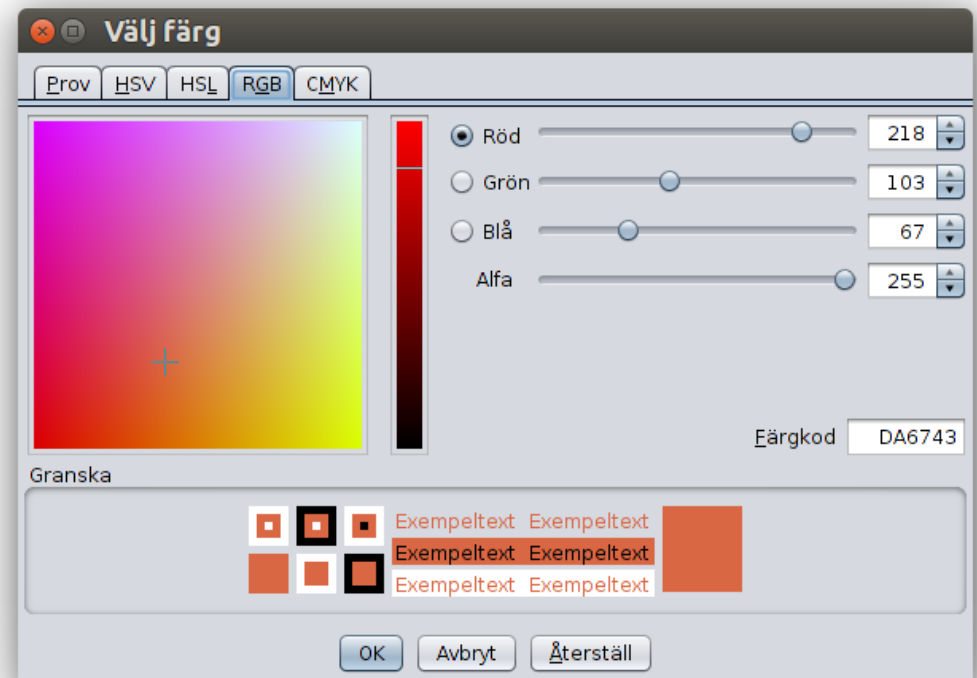 Välj färg
Prov HSV HSL RGB CMYK
Röd 218
Grön 103
Blå 67
Alfa 255
Färgkod DA6743
Granska
Exempeltext Exempeltext
Exempeltext Exempeltext
Exempeltext Exempeltext
OK Avbryt Återställ